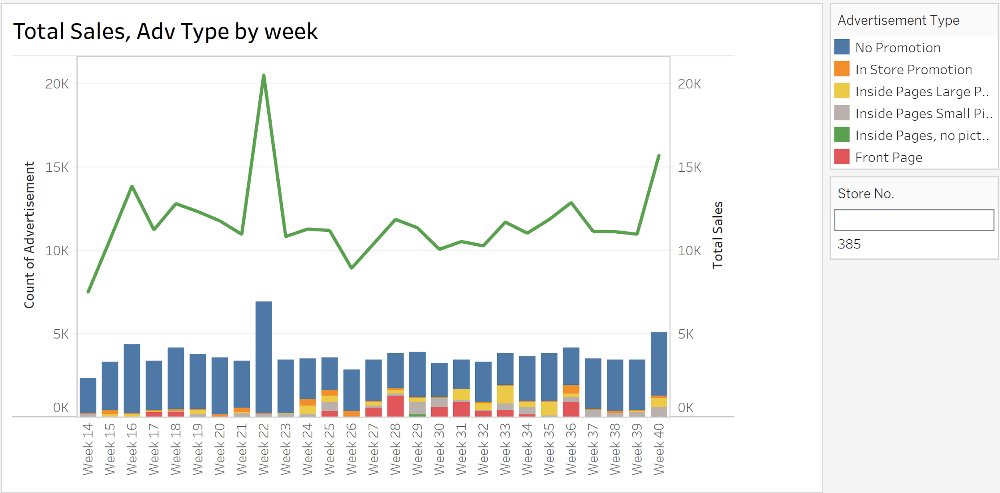 Total Sales, Adv Type by week
20K
15K
10K
5K
0K
Count of Advertisement
20K
15K
10K
5K
0K
Total Sales
Week 14
Week 15
Week 16
Week 17
Week 18
Week 19
Week 20
Week 21
Week 22
Week 23
Week 24
Week 25
Week 26
Week 27
Week 28
Week 29
Week 30
Week 31
Week 32
Week 33
Week 34
Week 35
Week 36
Week 37
Week 38
Week 39
Week 40
Advertisement Type
No Promotion
In Store Promotion
Inside Pages Large P..
Inside Pages Small Pi..
Inside Pages, no pict..
Front Page
Store No.
385